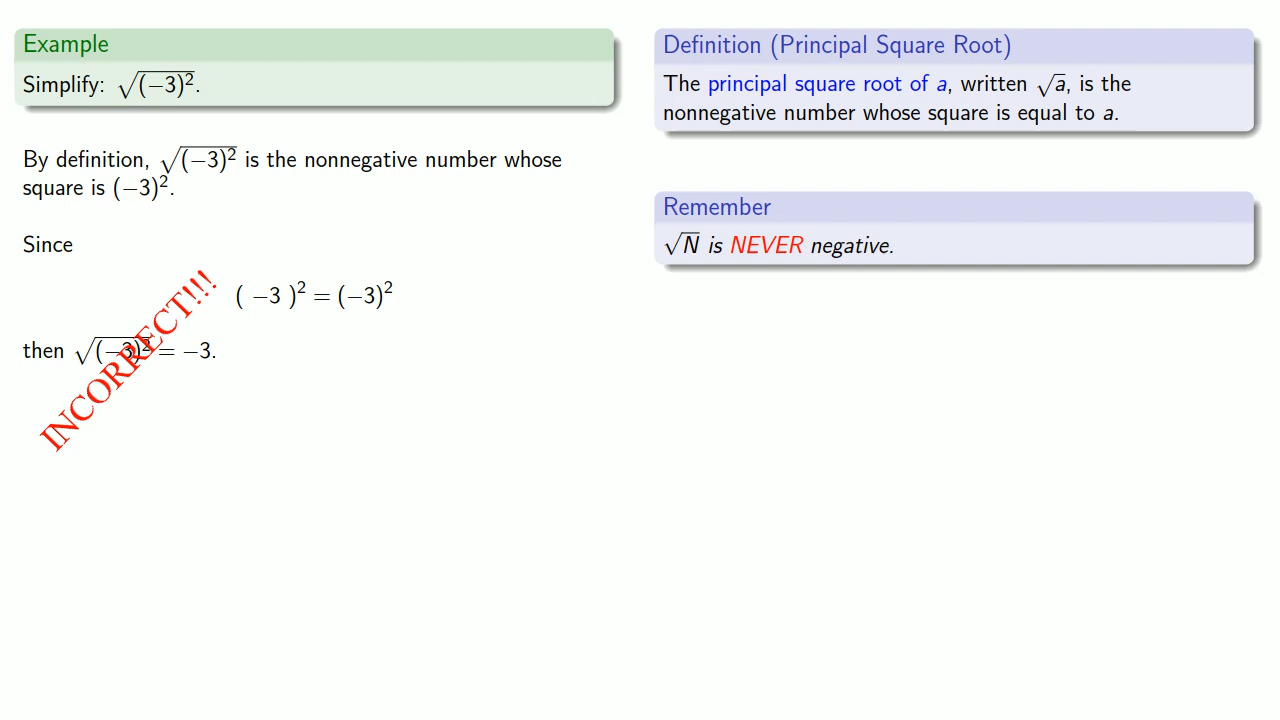 Example
Simplify: √(−3)².
By definition, √(−3)² is the nonnegative number whose
square is (−3)².
Since
( −3 )² = (−3)²
then √(−3)² = −3.
INCORRECT!!!
Definition (Principal Square Root)
The principal square root of a, written √a, is the
nonnegative number whose square is equal to a.
Remember
√N is NEVER negative.